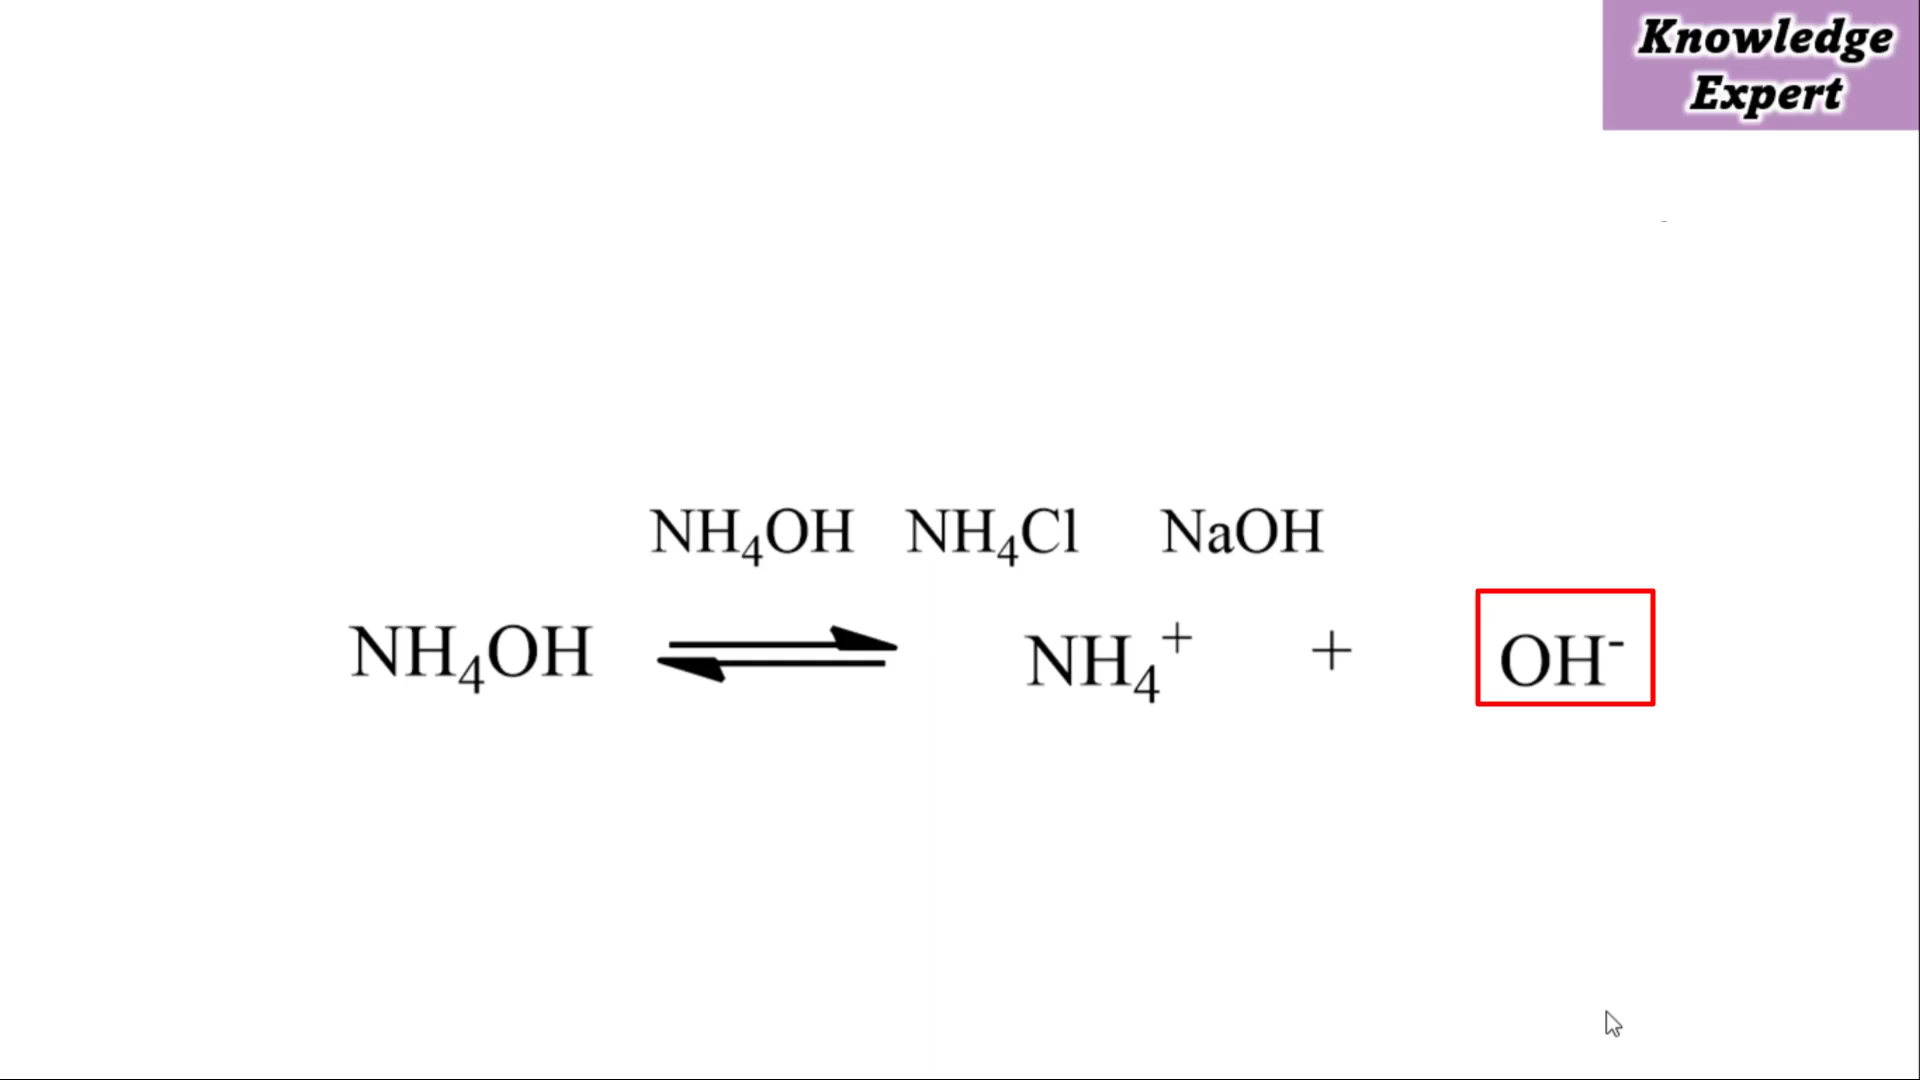 Knowledge
Expert
NH₄OH NH₄Cl NaOH
NH₄OH ⇌ NH₄⁺ + OH⁻